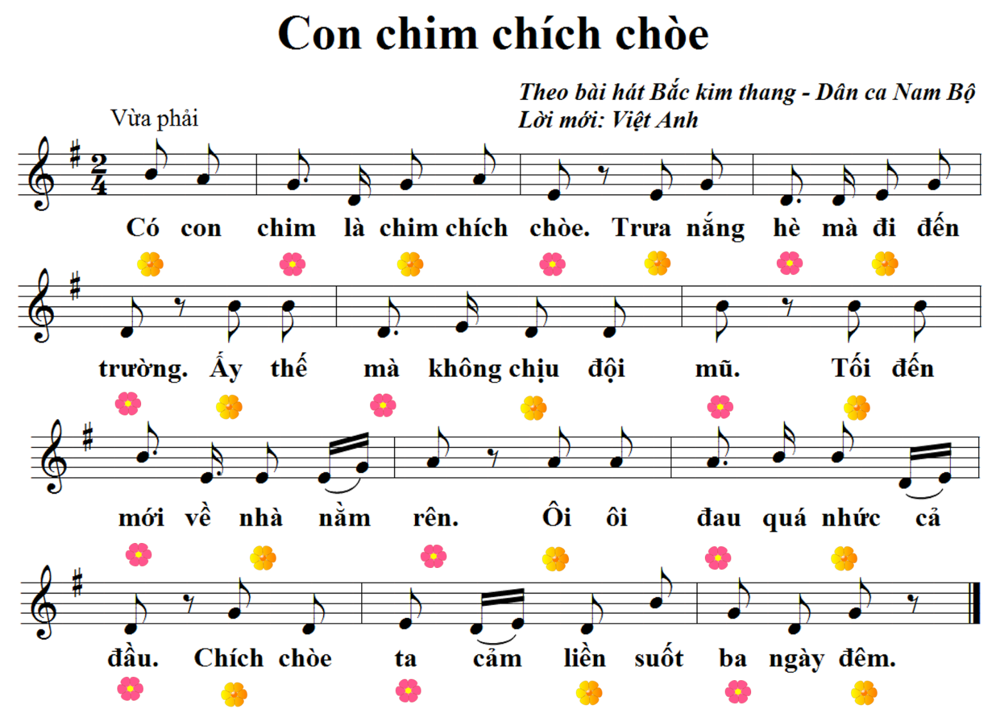 Con chim chích chòe
Theo bài hát Bắc kim thang - Dân ca Nam Bộ
Vừa phải
Lời mới: Việt Anh
2
4
Có con chim là chim chích chòe. Trưa nắng hè mà đi đến
trường. Ấy thế mà không chịu đội mũ. Tối đến
mới về nhà nằm rên. Ôi ôi đau quá nhức cả
đầu. Chích chòe ta cảm liền suốt ba ngày đêm.